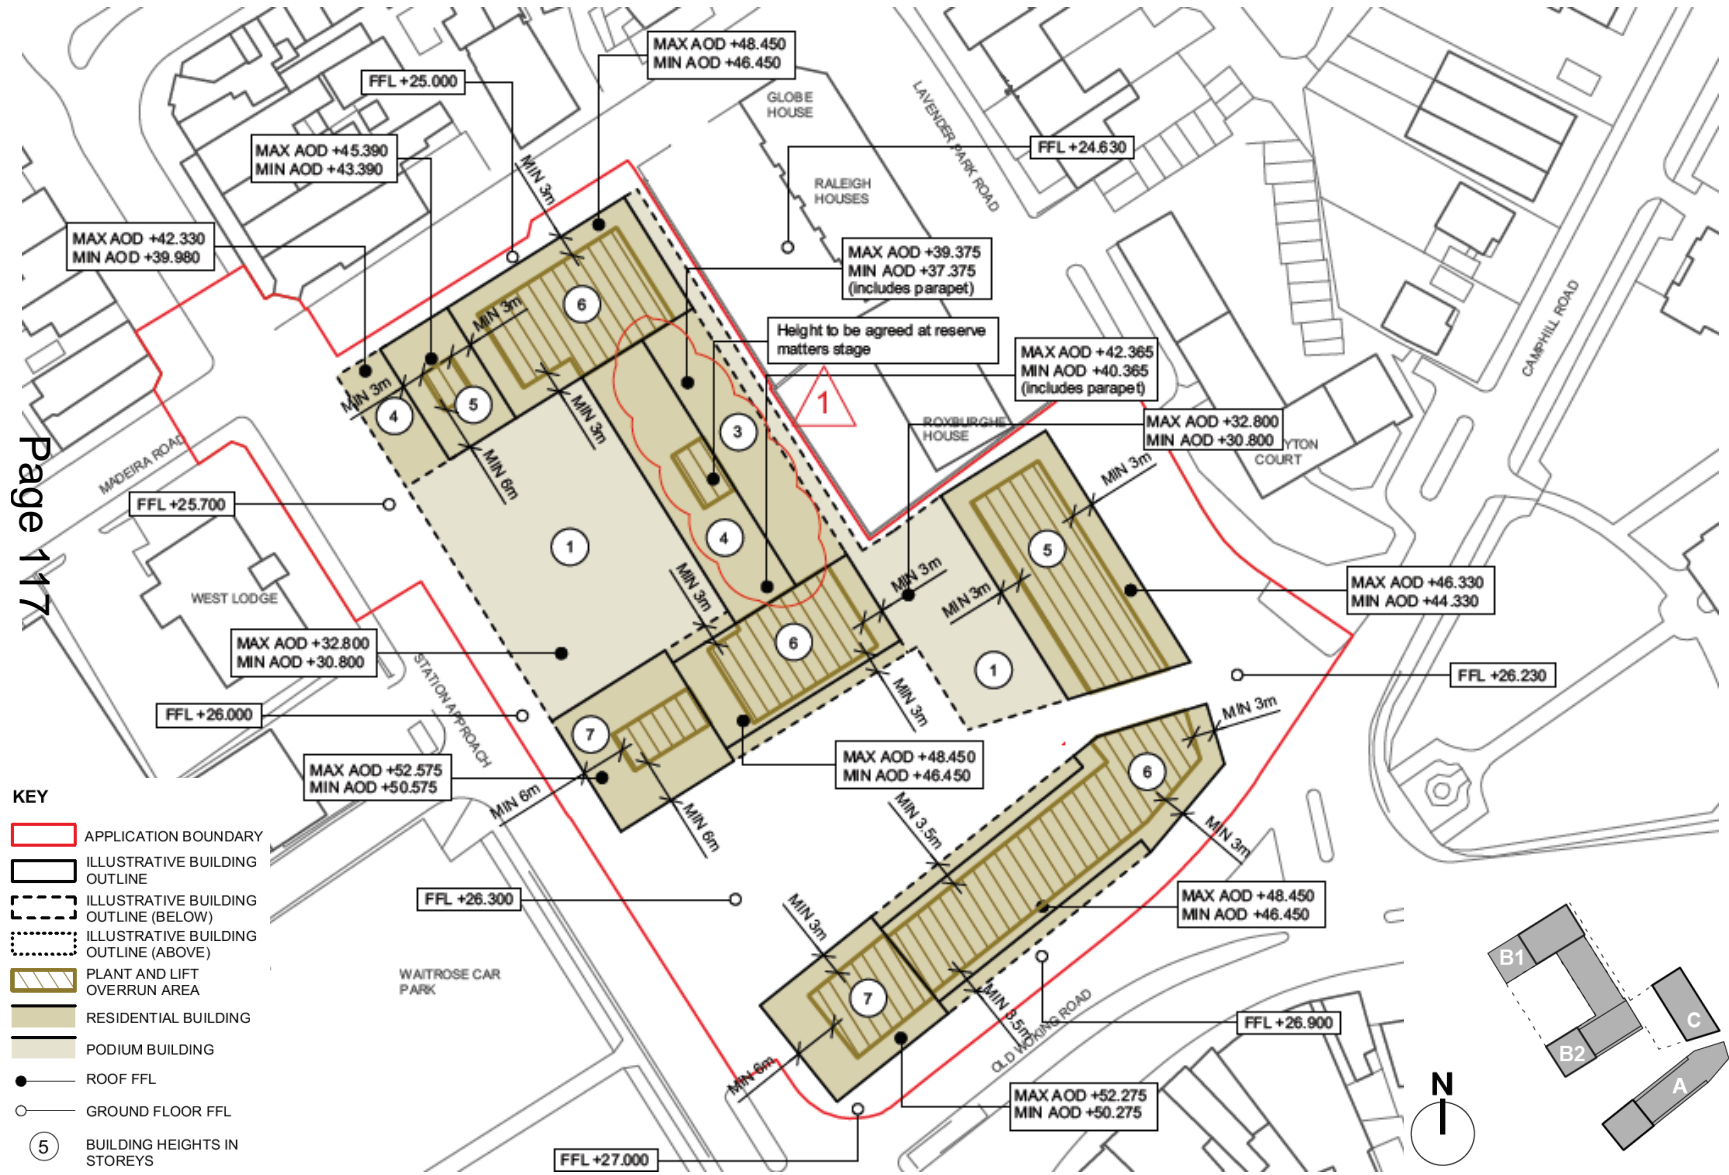 MAX AOD +48.450
MIN AOD +46.450
FFL +25.000
GLOBE
HOUSE
LAVENDER PARK ROAD
MAX AOD +45.390
MIN AOD +43.390
FFL +24.630
MIN 3m
RALEIGH
HOUSES
MAX AOD +42.330
MIN AOD +39.980
MAX AOD +39.375
MIN AOD +37.375
(includes parapet)
6
MIN 3m
Height to be agreed at reserve
matters stage
MAX AOD +42.365
MIN AOD +40.365
(includes parapet)
CAMPHILL ROAD
MIN 3m
4
5
1
MIN 3m
3
ROXBURGHE
HOUSE
MAX AOD +32.800
MIN AOD +30.800
YTON
COURT
Page 117
MADEIRA ROAD
MIN 6m
MIN 3m
FFL +25.700
1
4
5
MIN 3m
MIN 3m
MIN 3m
WEST LODGE
MAX AOD +46.330
MIN AOD +44.330
MAX AOD +32.800
MIN AOD +30.800
6
1
STATION APPROACH
FFL +26.230
FFL +26.000
MIN 3m
MIN 3m
7
MAX AOD +52.575
MIN AOD +50.575
MAX AOD +48.450
MIN AOD +46.450
6
MIN 6m
MIN 6m
MIN 3.5m
MIN 3m
KEY
APPLICATION BOUNDARY
ILLUSTRATIVE BUILDING
OUTLINE
ILLUSTRATIVE BUILDING
OUTLINE (BELOW)
ILLUSTRATIVE BUILDING
OUTLINE (ABOVE)
PLANT AND LIFT
OVERRUN AREA
RESIDENTIAL BUILDING
PODIUM BUILDING
ROOF FFL
GROUND FLOOR FFL
5
BUILDING HEIGHTS IN
STOREYS
FFL +26.300
MIN 3m
MAX AOD +48.450
MIN AOD +46.450
WAITROSE CAR
PARK
7
MIN 3.5m
OLD WOKING ROAD
FFL +26.900
MIN 6m
MAX AOD +52.275
MIN AOD +50.275
FFL +27.000
B1
C
B2
A
N